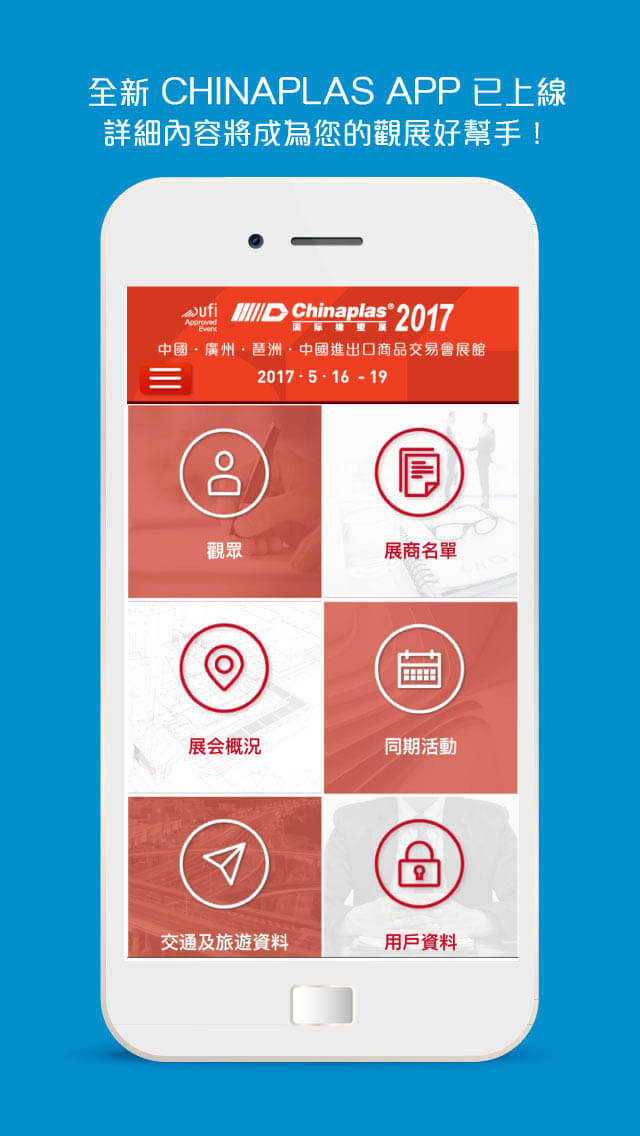 全新 CHINAPLAS APP 已上線
詳細內容將成為您的觀展好幫手！
ufi
Approved
Event
Chinaplas® 2017
国际橡塑展
中國・廣州・琶洲・中國進出口商品交易會展館
2017・5・16 - 19
觀眾
展商名單
展会概況
同期活動
交通及旅遊資料
用戶資料